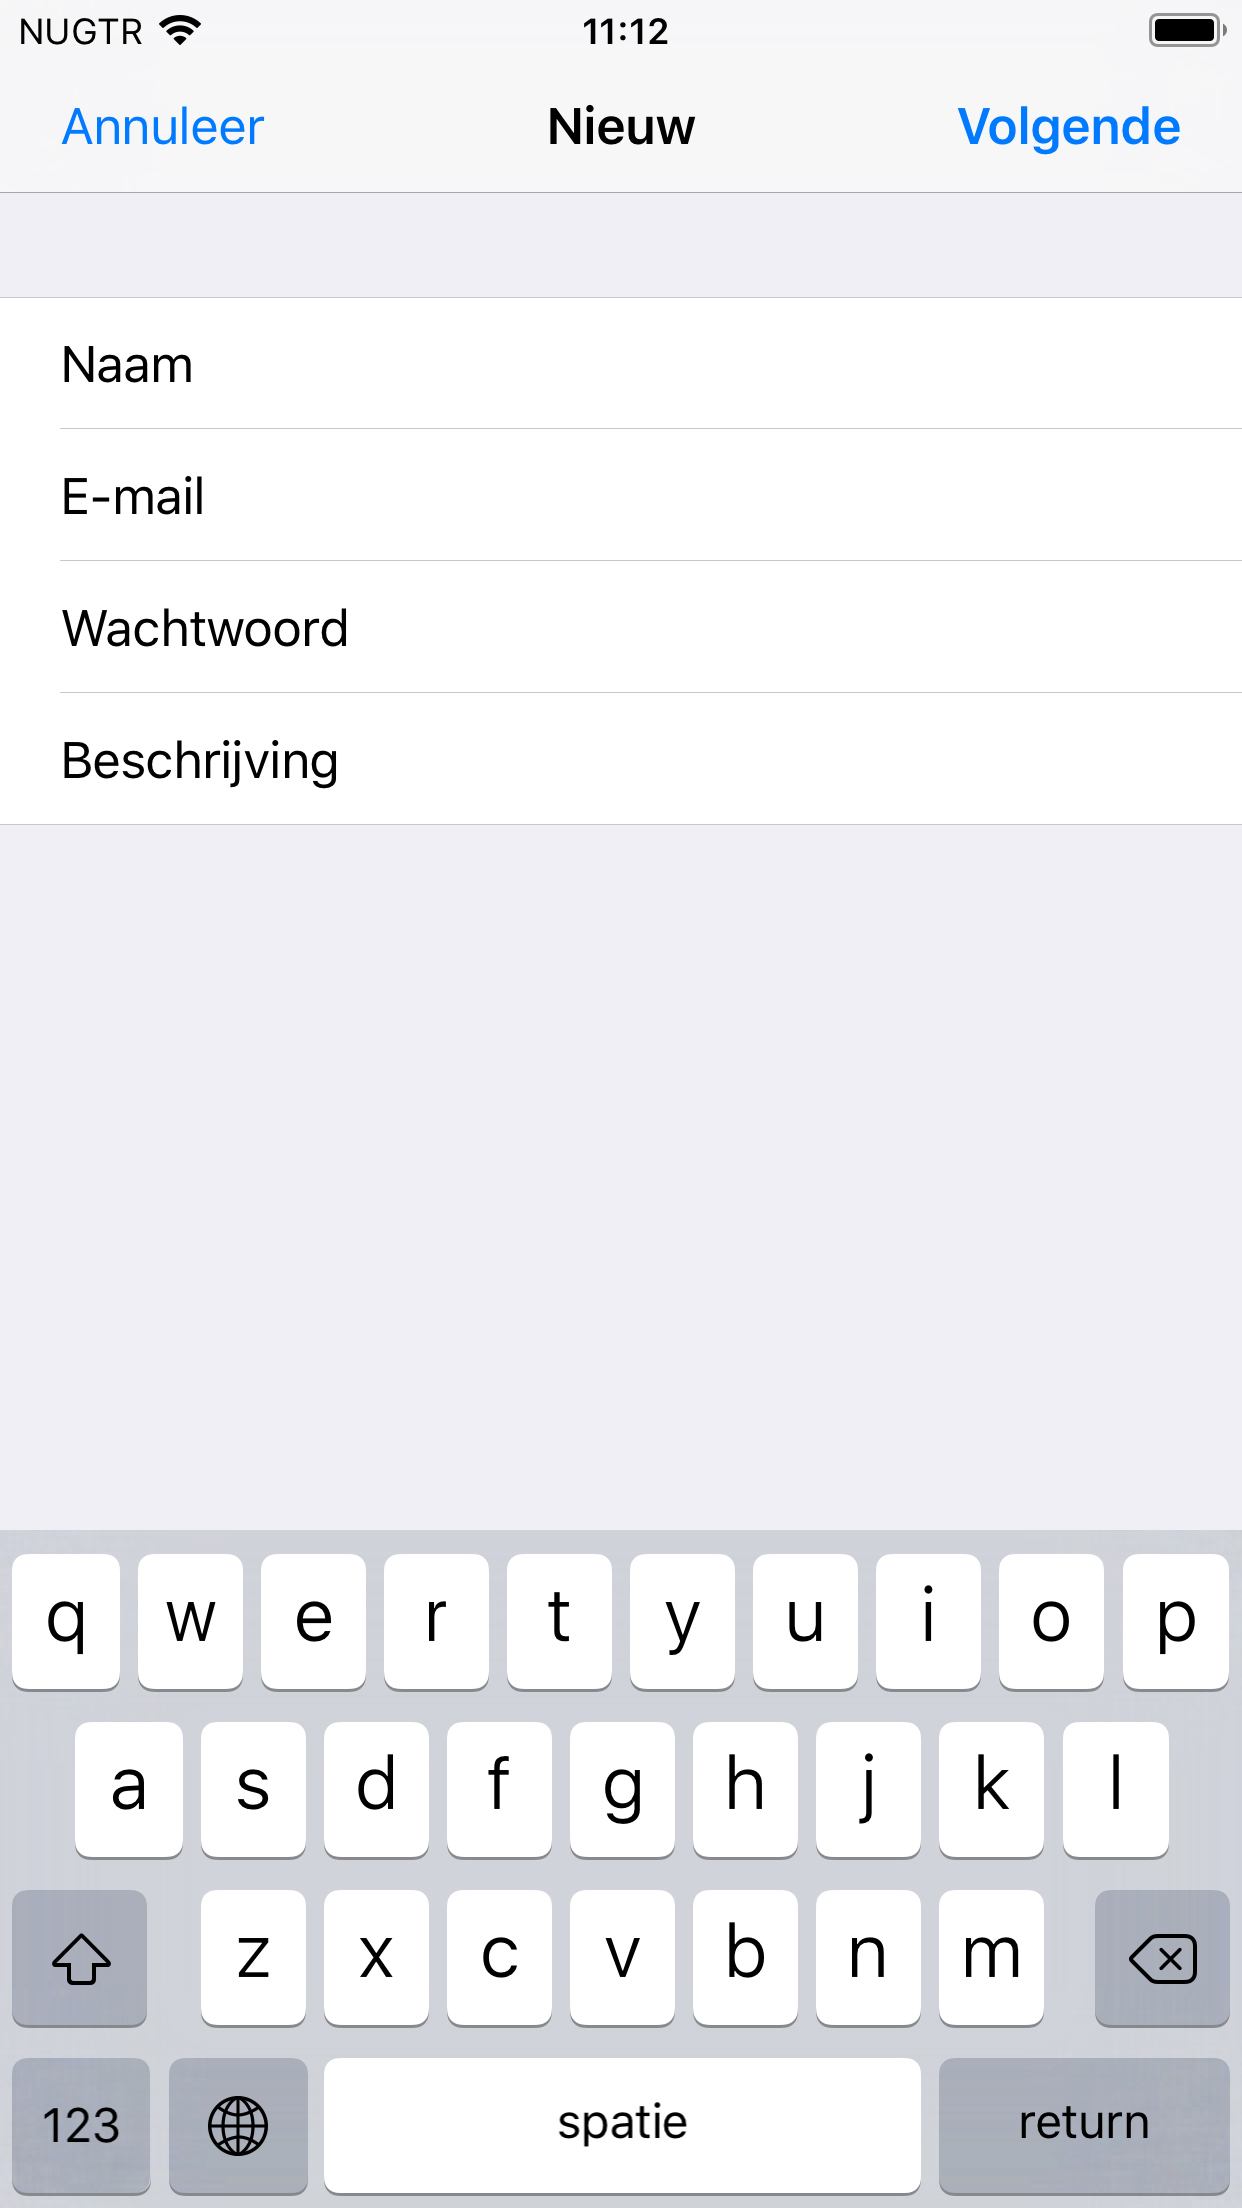 NUGTR 11:12
Annuleer Nieuw Volgende
Naam
E-mail
Wachtwoord
Beschrijving
q w e r t y u i o p
a s d f g h j k l
z x c v b n m
123 spatie return